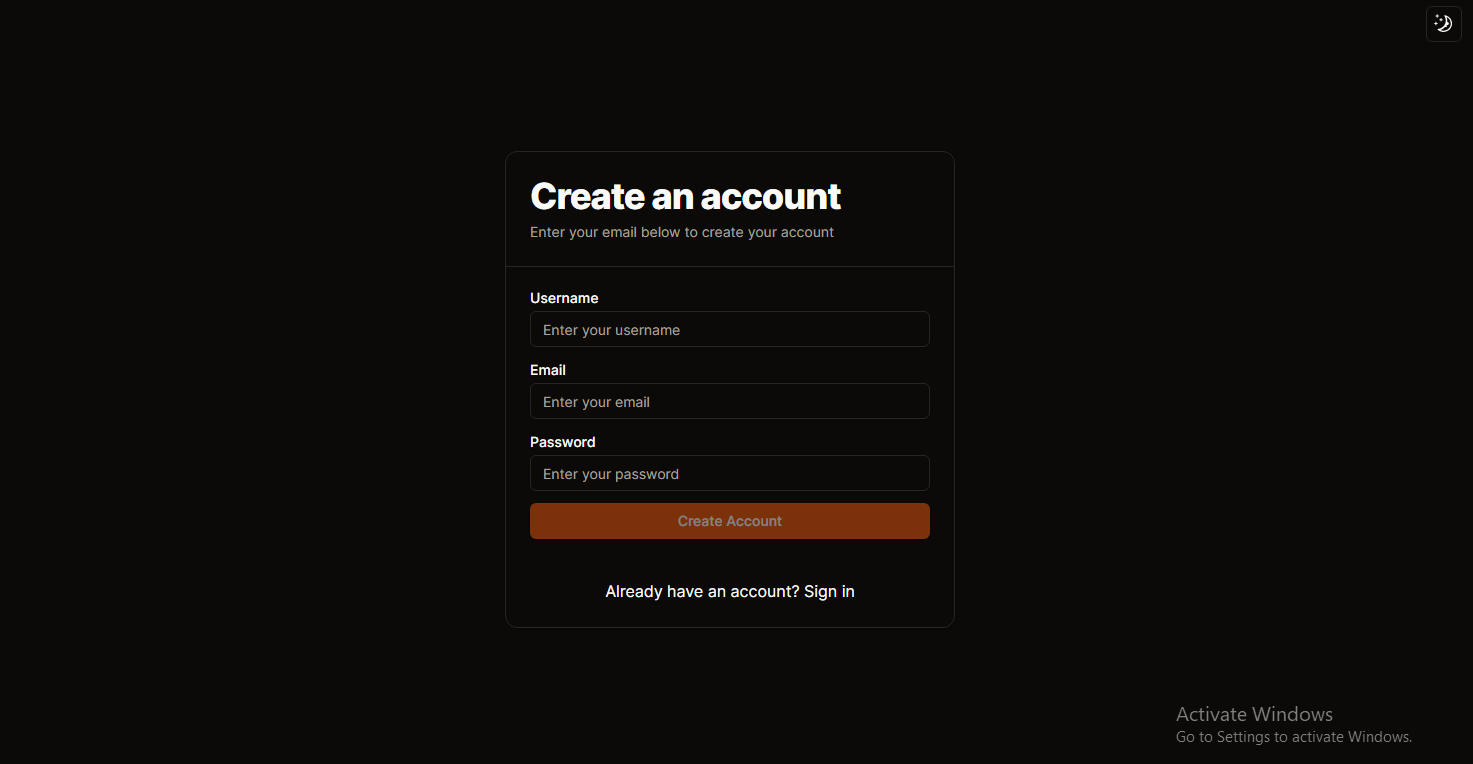 Create an account
Enter your email below to create your account
Username
Enter your username
Email
Enter your email
Password
Enter your password
Create Account
Already have an account? Sign in
Activate Windows
Go to Settings to activate Windows.